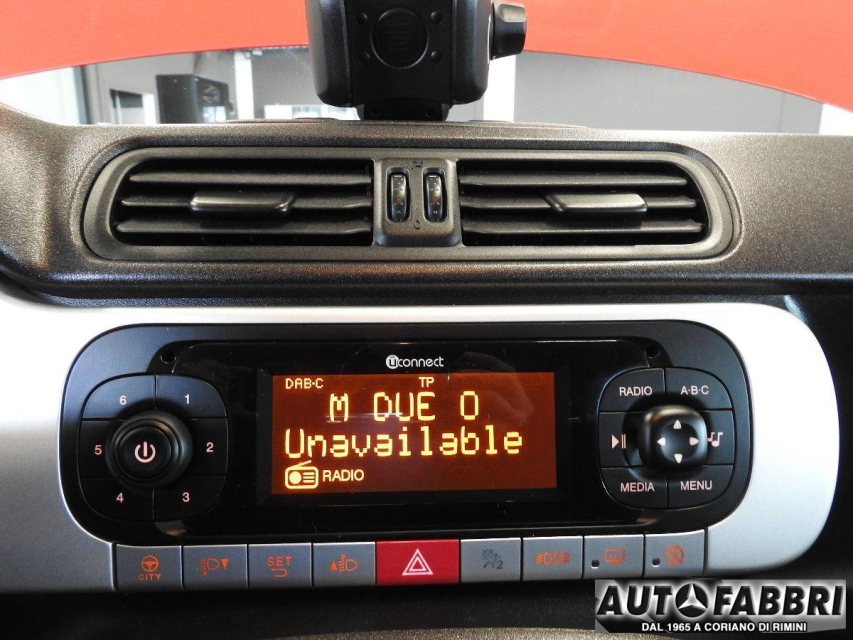 uconnect
DAB-C TP
M DUE O
Unavailable
RADIO
6 1
5 2
4 3
RADIO A-B-C
MEDIA MENU
CITY
SET
2
AUTOFABBRI
DAL 1965 A CORIANO DI RIMINI